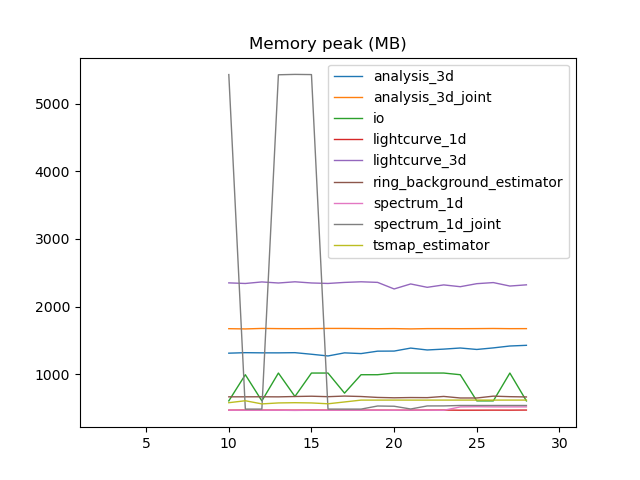 Memory peak (MB)
analysis_3d
analysis_3d_joint
io
lightcurve_1d
lightcurve_3d
ring_background_estimator
spectrum_1d
spectrum_1d_joint
tsmap_estimator
5000
4000
3000
2000
1000
5 10 15 20 25 30